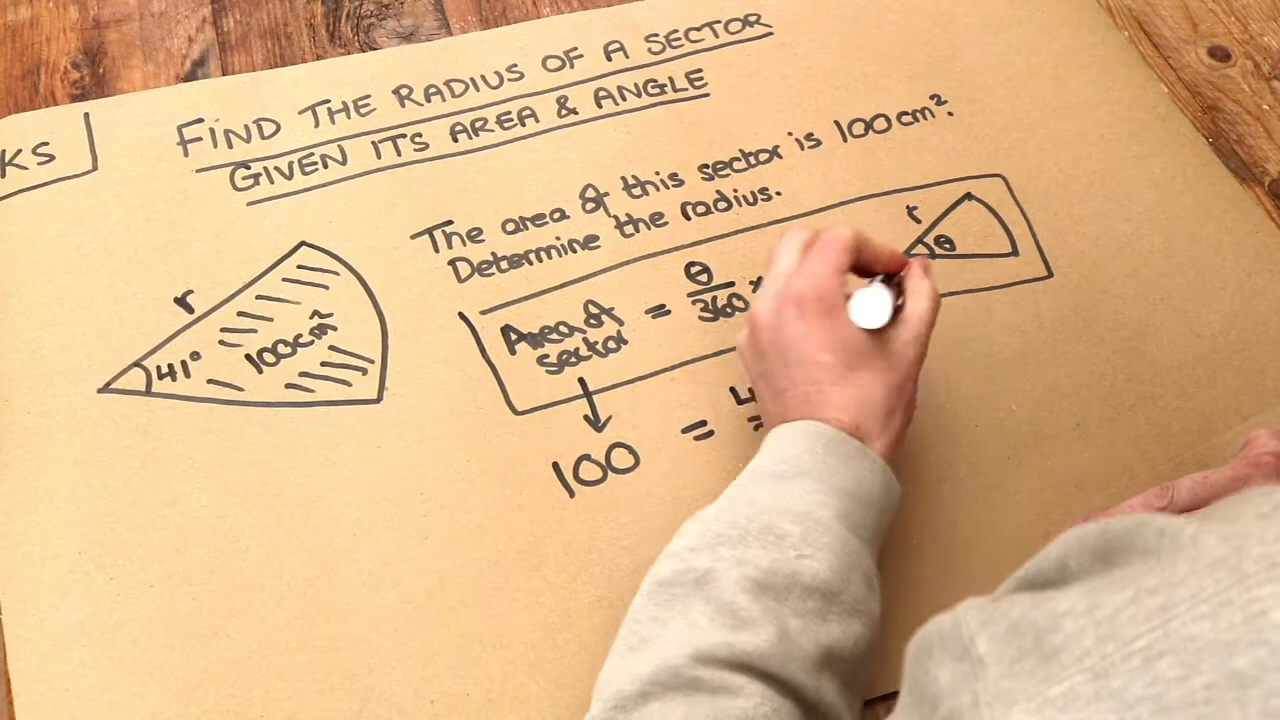 KS
FIND THE RADIUS OF A SECTOR
GIVEN ITS AREA & ANGLE
The area of this sector is 100cm².
Determine the radius.
r
41°
100cm²
Area of
sector
= θ/360
r
θ
100 = 4